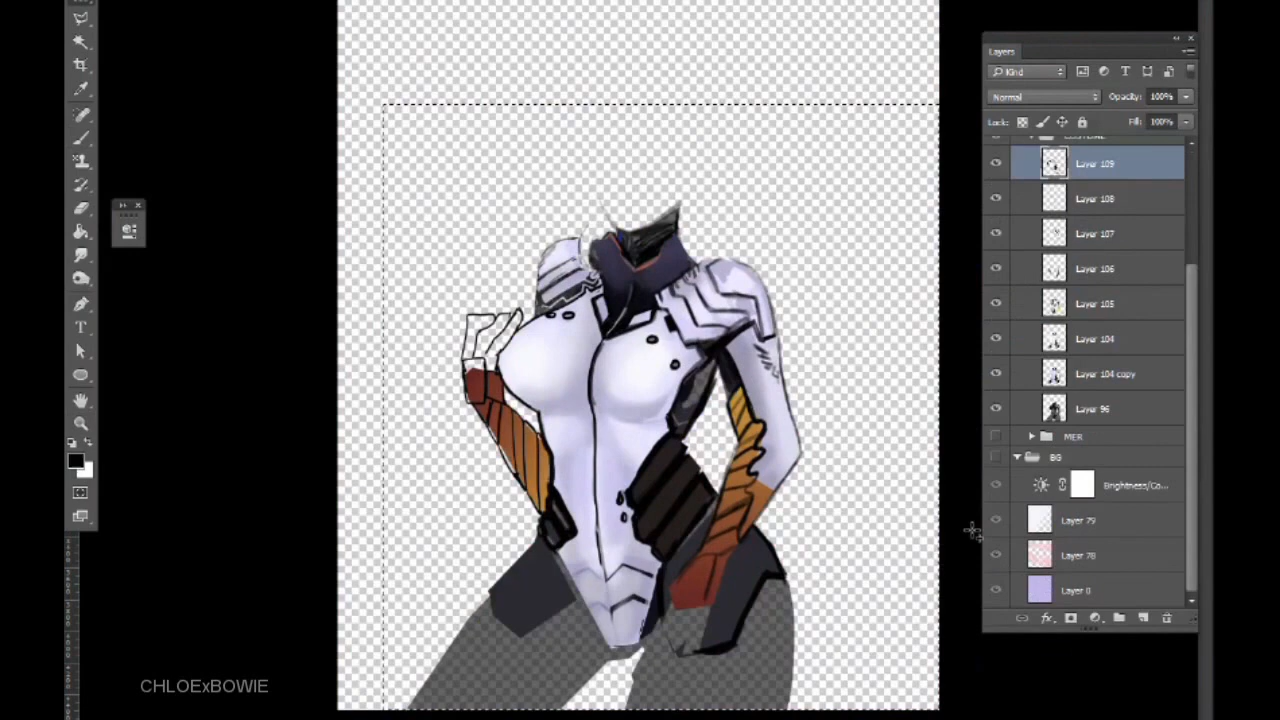 Layers
Kind
Normal
Opacity: 100%
Lock:
Fill: 100%
Layer 109
Layer 108
Layer 107
Layer 106
Layer 105
Layer 104
Layer 104 copy
Layer 96
MER
BG
Brightness/Co...
Layer 79
Layer 78
Layer 0
T
CHLOExBOWIE